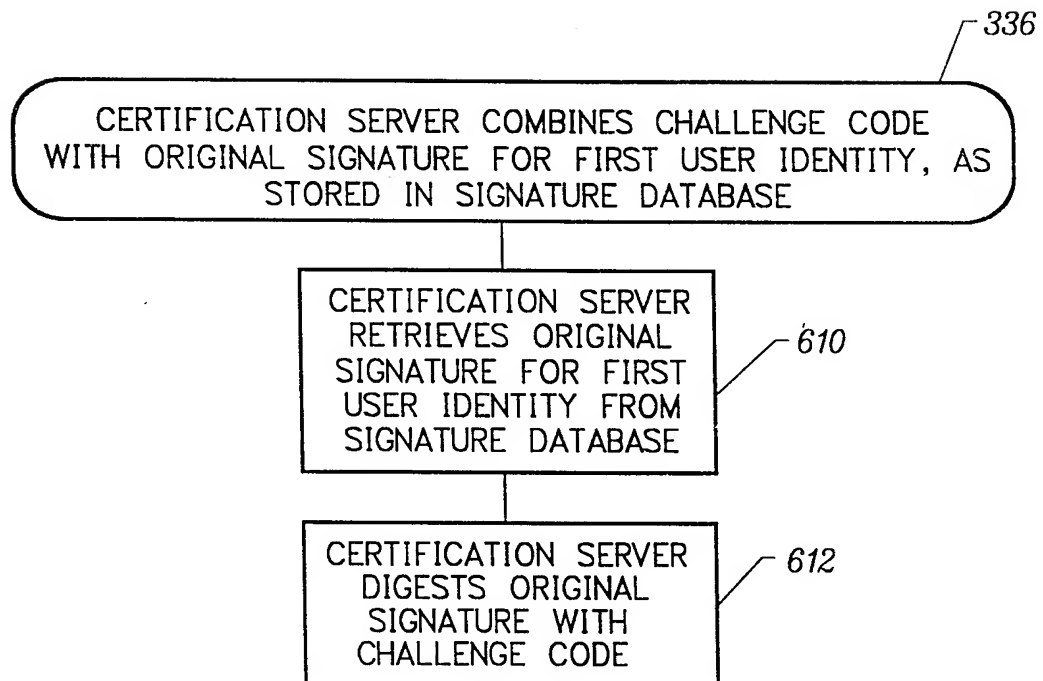 336
CERTIFICATION SERVER COMBINES CHALLENGE CODE
WITH ORIGINAL SIGNATURE FOR FIRST USER IDENTITY, AS
STORED IN SIGNATURE DATABASE
CERTIFICATION SERVER
RETRIEVES ORIGINAL
SIGNATURE FOR FIRST
USER IDENTITY FROM
SIGNATURE DATABASE
610
CERTIFICATION SERVER
DIGESTS ORIGINAL
SIGNATURE WITH
CHALLENGE CODE
612